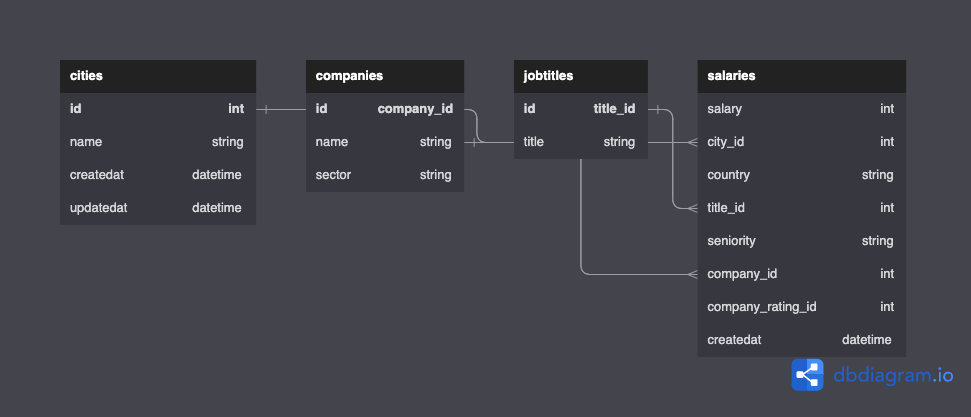 cities
id int
name string
createdat datetime
updatedat datetime
companies
id company_id
name string
sector string
jobtitles
id title_id
title string
salaries
salary int
city_id int
country string
title_id int
seniority string
company_id int
company_rating_id int
createdat datetime
dbdiagram.io